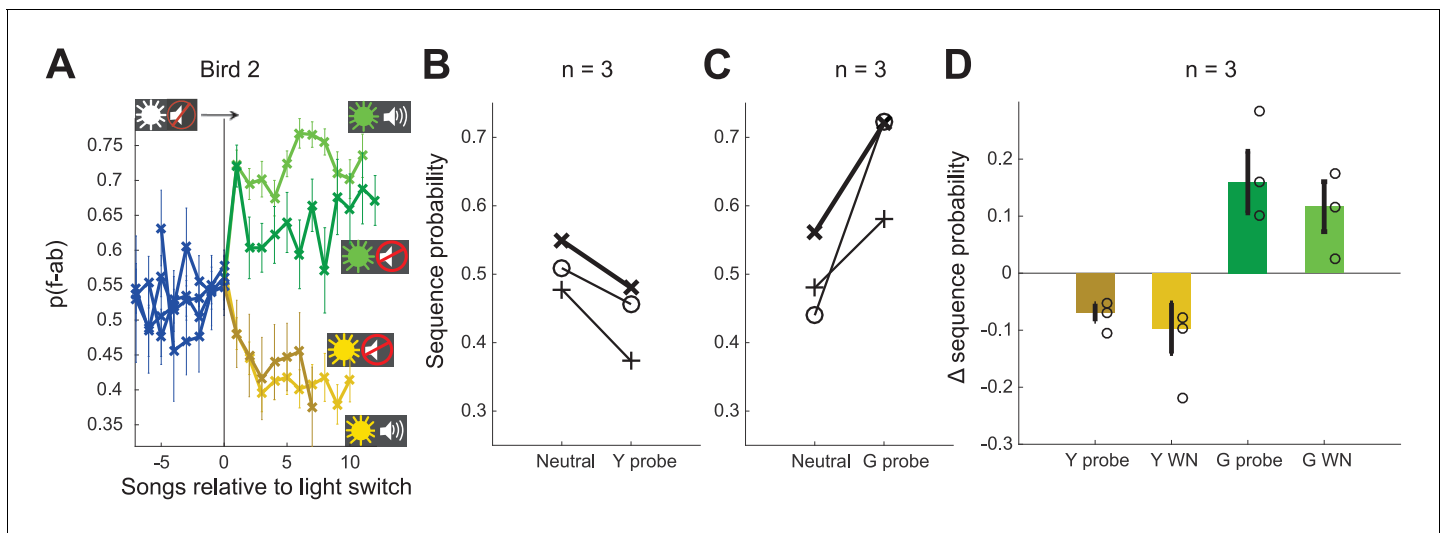 A
Bird 2
p(f-ab)
0.75
0.7
0.65
0.6
0.55
0.5
0.45
0.4
0.35
-5
0
5
10
Songs relative to light switch
B
n = 3
Sequence probability
0.7
0.6
0.5
0.4
0.3
Neutral
Y probe
C
n = 3
0.7
0.6
0.5
0.4
0.3
Neutral
G probe
D
n = 3
Δ sequence probability
0.2
0.1
0
-0.1
-0.2
-0.3
Y probe
Y WN
G probe
G WN